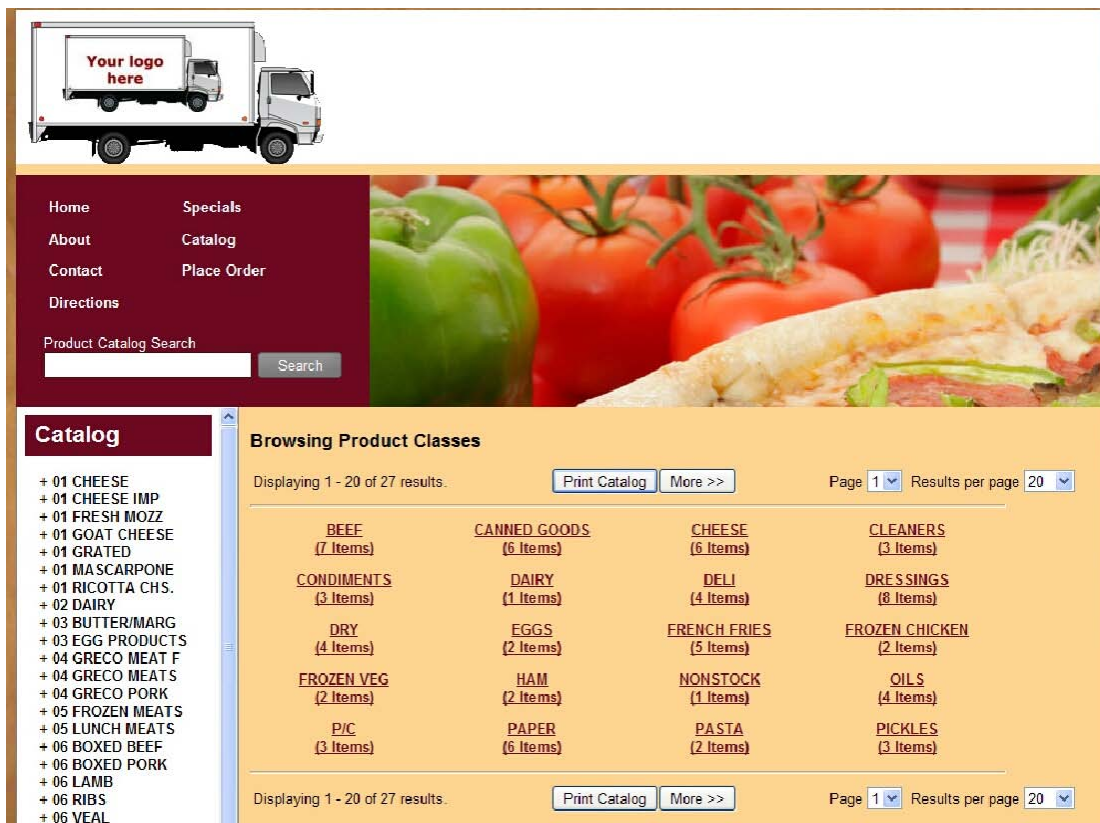 Your logo
here
Home Specials
About Catalog
Contact Place Order
Directions
Product Catalog Search
Search
Catalog
+ 01 CHEESE
+ 01 CHEESE IMP
+ 01 FRESH MOZZ
+ 01 GOAT CHEESE
+ 01 GRATED
+ 01 MASCARPONE
+ 01 RICOTTA CHS.
+ 02 DAIRY
+ 03 BUTTER/MARG
+ 03 EGG PRODUCTS
+ 04 GRECO MEAT F
+ 04 GRECO MEATS
+ 04 GRECO PORK
+ 05 FROZEN MEATS
+ 05 LUNCH MEATS
+ 06 BOXED BEEF
+ 06 BOXED PORK
+ 06 LAMB
+ 06 RIBS
+ 06 VEAL
Browsing Product Classes
Displaying 1 - 20 of 27 results. Print Catalog More >> Page 1 Results per page 20
BEEF CANNED GOODS CHEESE CLEANERS
(7 Items) (6 Items) (6 Items) (3 Items)
CONDIMENTS DAIRY DELI DRESSINGS
(3 Items) (1 Items) (4 Items) (8 Items)
DRY EGGS FRENCH FRIES FROZEN CHICKEN
(4 Items) (2 Items) (5 Items) (2 Items)
FROZEN VEG HAM NONSTOCK OILS
(2 Items) (2 Items) (1 Items) (4 Items)
P/C PAPER PASTA PICKLES
(3 Items) (6 Items) (2 Items) (3 Items)
Displaying 1 - 20 of 27 results. Print Catalog More >> Page 1 Results per page 20